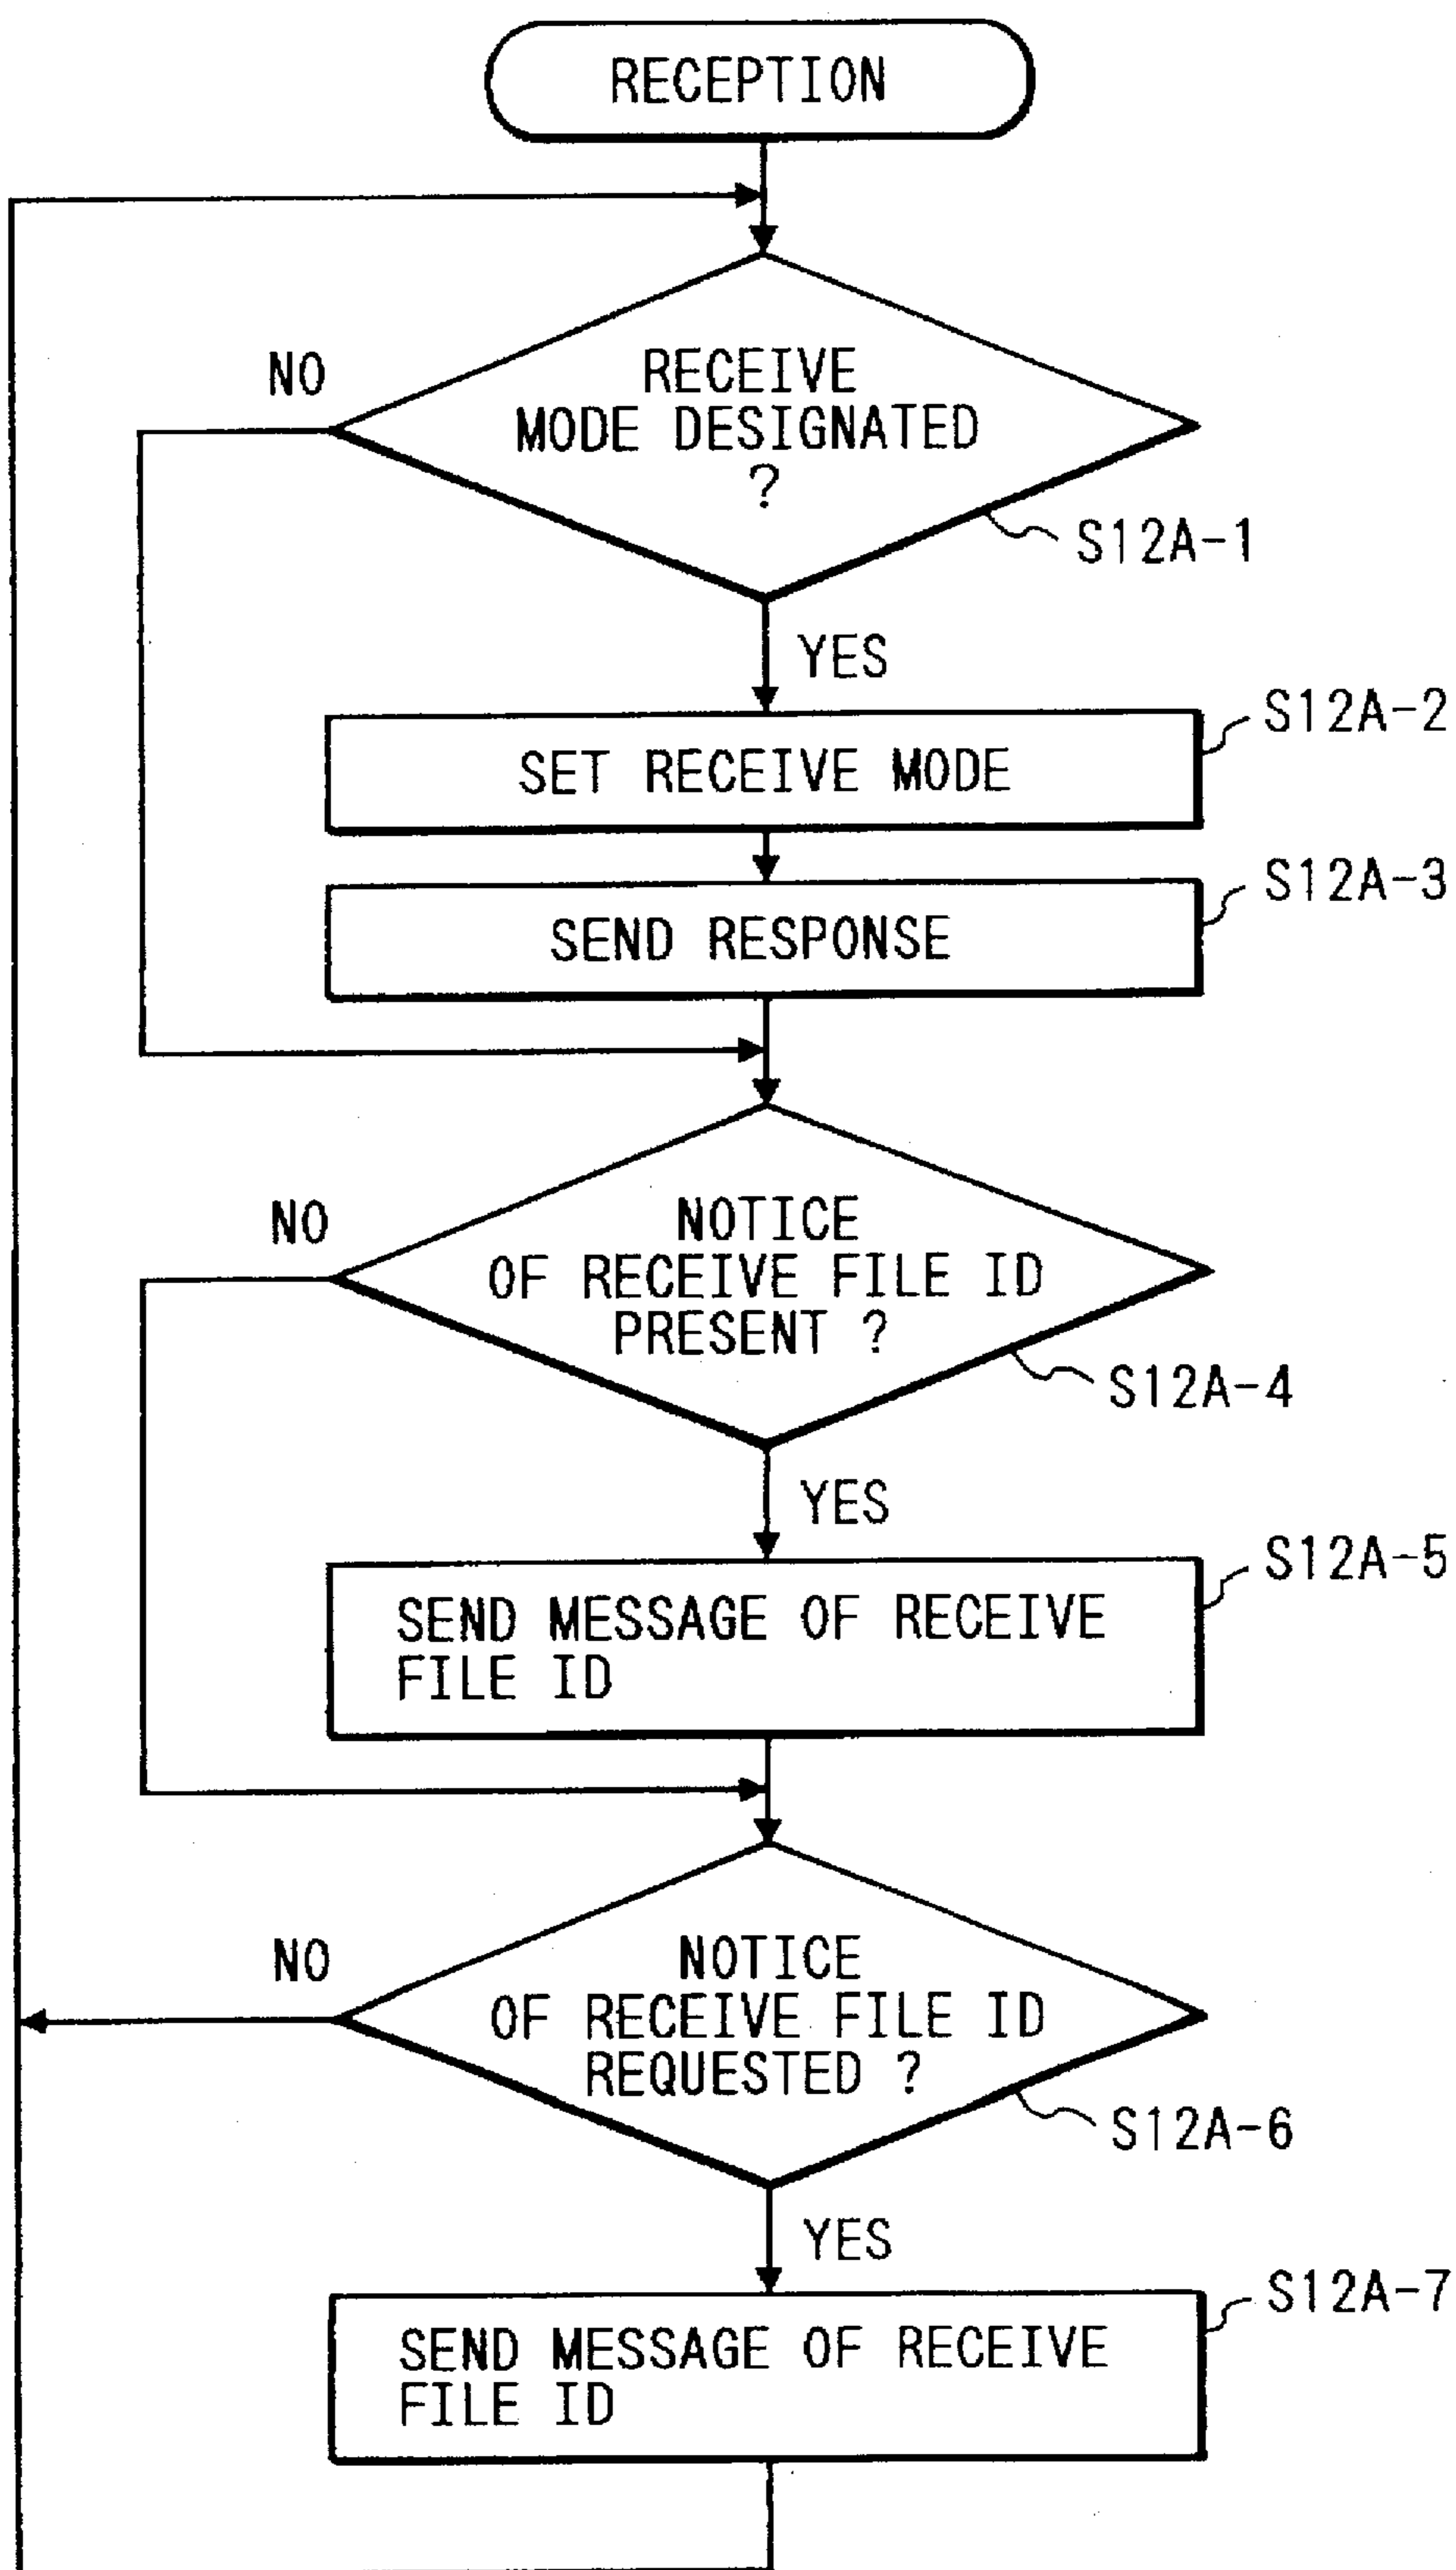 RECEPTION
NO
RECEIVE
MODE DESIGNATED
?
S12A-1
YES
S12A-2
SET RECEIVE MODE
S12A-3
SEND RESPONSE
NO
NOTICE
OF RECEIVE FILE ID
PRESENT ?
S12A-4
YES
S12A-5
SEND MESSAGE OF RECEIVE
FILE ID
NO
NOTICE
OF RECEIVE FILE ID
REQUESTED ?
S12A-6
YES
S12A-7
SEND MESSAGE OF RECEIVE
FILE ID